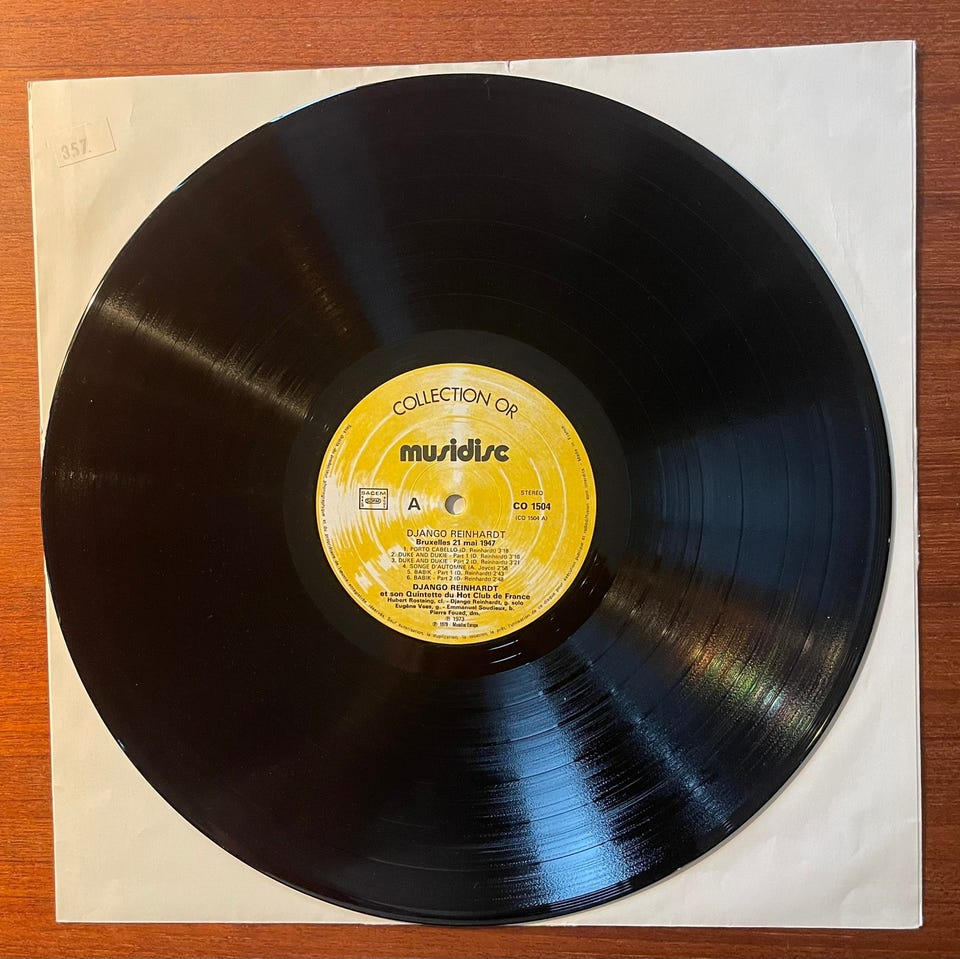 357.
COLLECTION OR
musidisc
SACEM
STEREO
A
CO 1504
(CO 1504 A)
DJANGO REINHARDT
Bruxelles 21 mai 1947
1. PORTO CABELLO (D. Reinhardt) 3'18
2. DUKE AND DUKIE - Part 1 (D. Reinhardt) 3'16
3. DUKE AND DUKIE - Part 2 (D. Reinhardt) 3'21
4. SONGE D'AUTOMNE (A. Joyce) 2'58
5. BABIK - Part 1 (D. Reinhardt) 2'43
6. BABIK - Part 2 (D. Reinhardt) 2'48
DJANGO REINHARDT
et son Quintette du Hot Club de France
Hubert Rostaing, cl. - Django Reinhardt, g. solo
Eugène Vees, g. - Emmanuel Soudieux, b.
Pierre Fouad, dm.
℗ 1973
Musidisc Europe